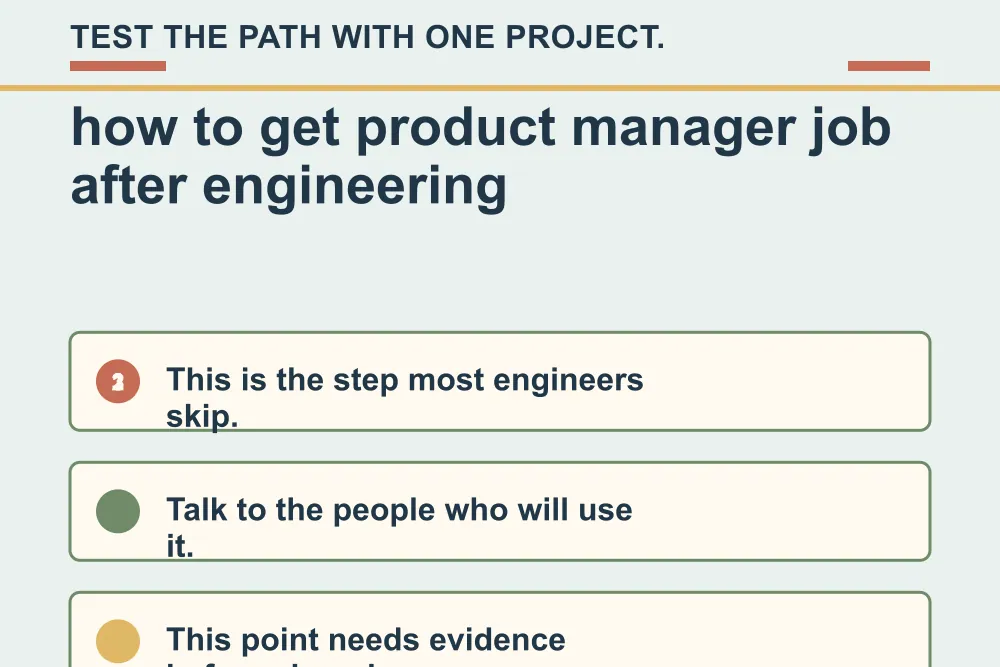 TEST THE PATH WITH ONE PROJECT.
how to get product manager job
after engineering
This is the step most engineers
skip.
Talk to the people who will use
it.
This point needs evidence